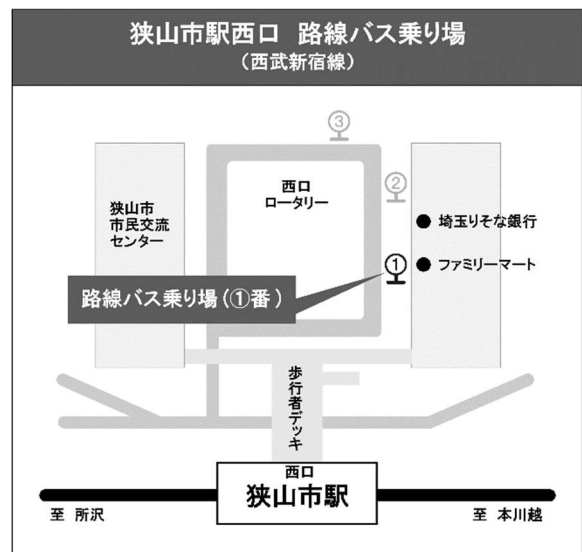 狭山市駅西口 路線バス乗り場
(西武新宿線)
③
②
①
狭山市
市民交流
センター
西口
ロータリー
埼玉りそな銀行
ファミリーマート
路線バス乗り場(①番)
歩行者デッキ
西口
狭山市駅
至 所沢
至 本川越